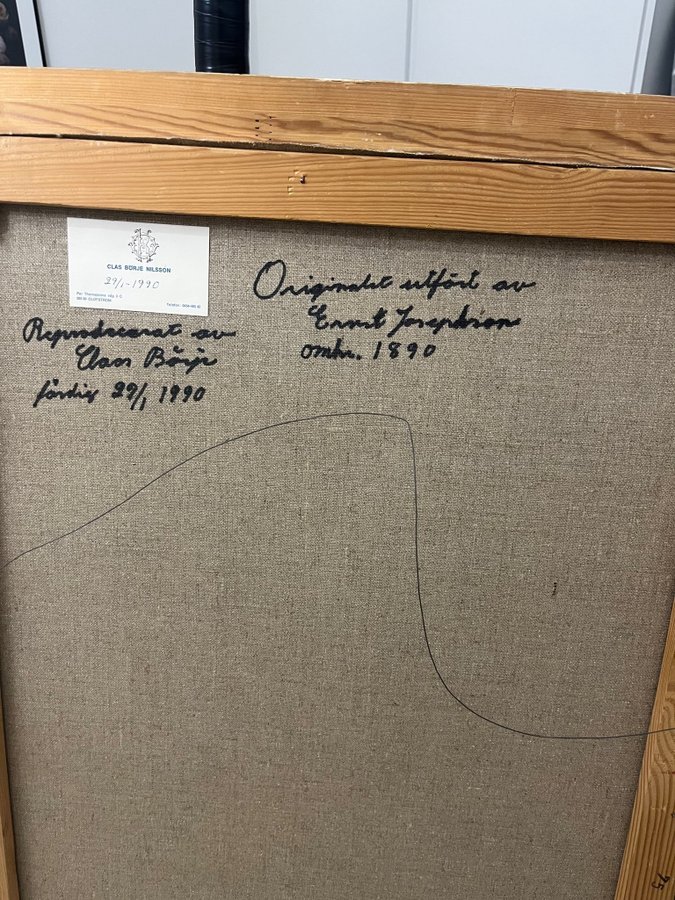 CLAS BÖRJE NILSSON
29/1-1990
Originalet utfört av
Ernst Josephson
omkr. 1890
Reproducerat av
Claes Börje
färdig 29/1 1990